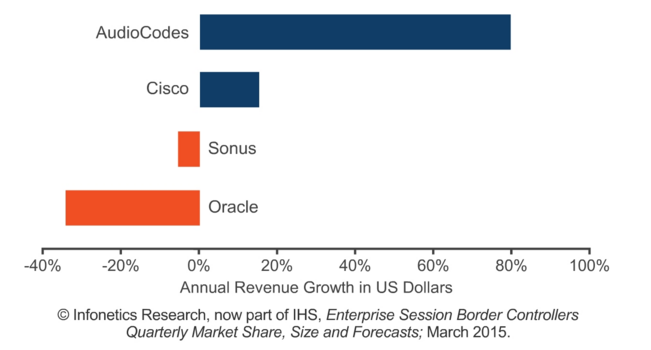 AudioCodes
Cisco
Sonus
Oracle
-40% -20% 0% 20% 40% 60% 80% 100%
Annual Revenue Growth in US Dollars
© Infonetics Research, now part of IHS, Enterprise Session Border Controllers
Quarterly Market Share, Size and Forecasts; March 2015.